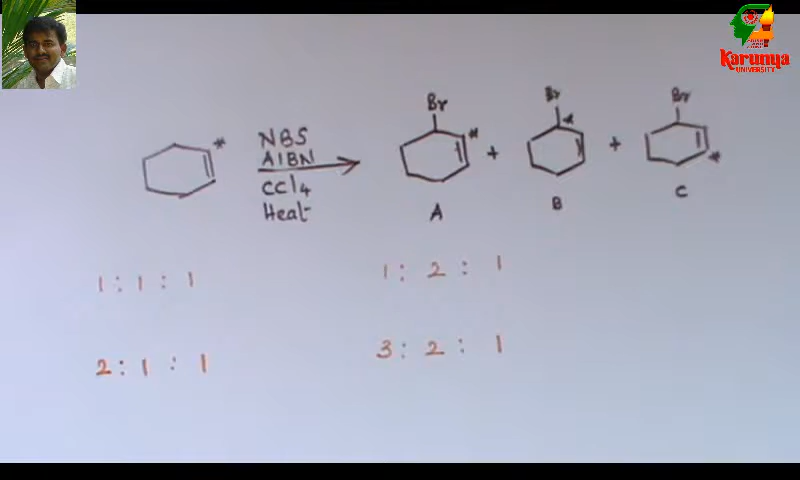 Karunya
UNIVERSITY
Br Br Br
* NBS * * *
AIBN + +
CCl4
Heat
A B C
1 : 1 : 1 1 : 2 : 1
2 : 1 : 1 3 : 2 : 1